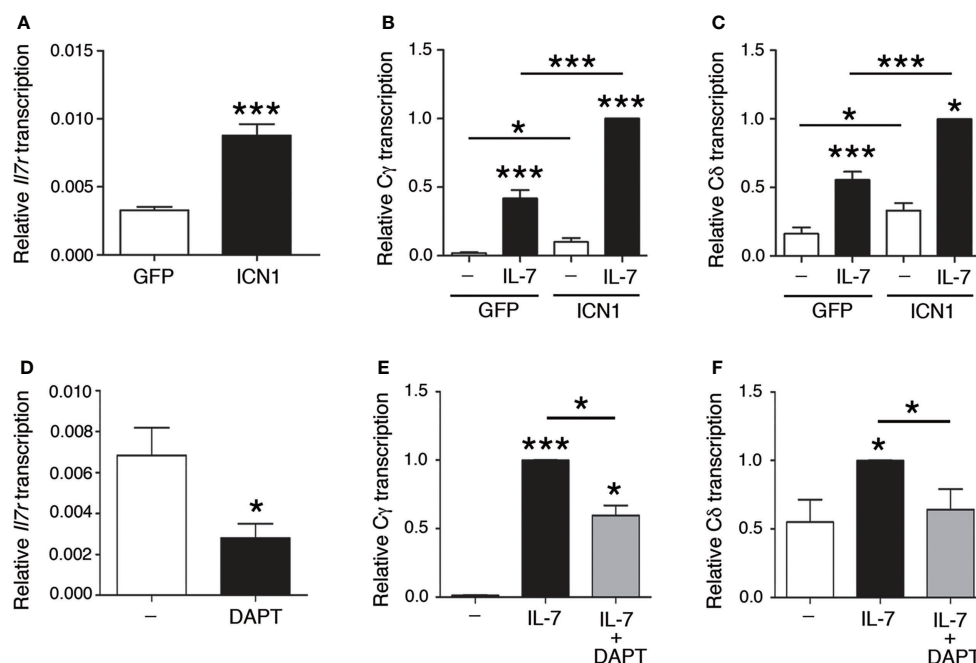 A
Relative Il7r transcription
0.015
0.010
0.005
0.000
***
GFP
ICN1
B
Relative Cγ transcription
1.5
1.0
0.5
0.0
***
*
***
***
–
IL-7
–
IL-7
GFP
ICN1
C
Relative Cδ transcription
1.5
1.0
0.5
0.0
***
*
*
***
–
IL-7
–
IL-7
GFP
ICN1
D
Relative Il7r transcription
0.010
0.008
0.006
0.004
0.002
0.000
*
–
DAPT
E
Relative Cγ transcription
1.5
1.0
0.5
0.0
*
***
*
–
IL-7
IL-7
+
DAPT
F
Relative Cδ transcription
1.5
1.0
0.5
0.0
*
*
–
IL-7
IL-7
+
DAPT